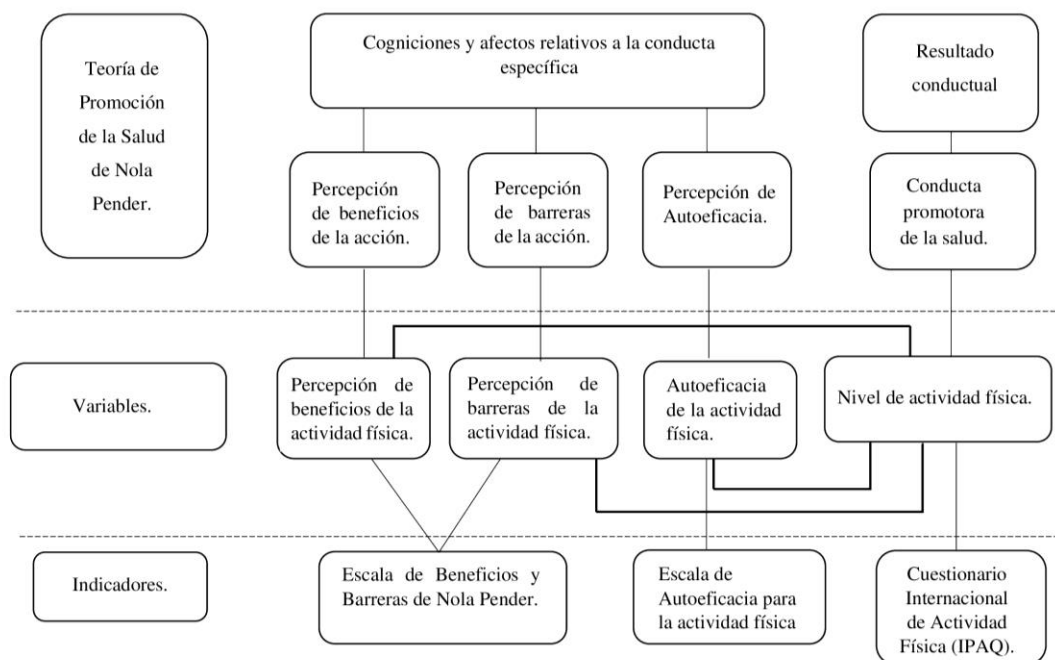 Teoría de
Promoción
de la Salud
de Nola
Pender.
Cogniciones y afectos relativos a la conducta
específica
Resultado
conductual
Percepción
de beneficios
de la acción.
Percepción
de barreras
de la acción.
Percepción de
Autoeficacia.
Conducta
promotora
de la salud.
Variables.
Percepción de
beneficios de la
actividad física.
Percepción de
barreras de la
actividad física.
Autoeficacia
de la actividad
física.
Nivel de actividad física.
Indicadores.
Escala de Beneficios y
Barreras de Nola Pender.
Escala de
Autoeficacia para
la actividad física
Cuestionario
Internacional
de Actividad
Física (IPAQ).